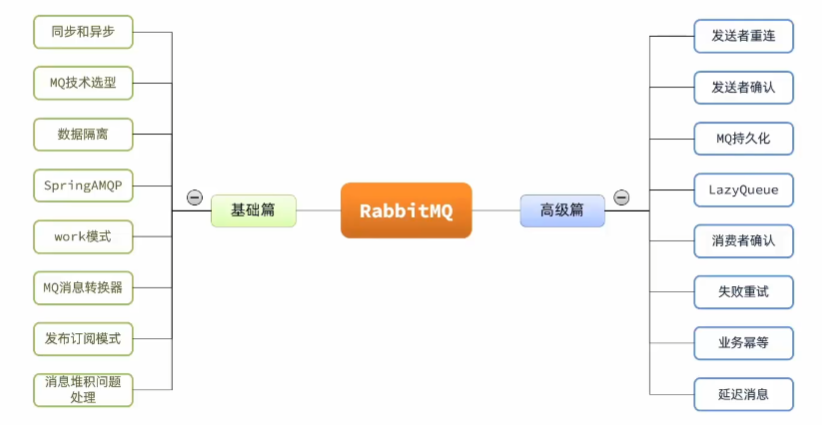 同步和异步
MQ技术选型
数据隔离
SpringAMQP
work模式
MQ消息转换器
发布订阅模式
消息堆积问题
处理
基础篇
RabbitMQ
高级篇
发送者重连
发送者确认
MQ持久化
LazyQueue
消费者确认
失败重试
业务幂等
延迟消息